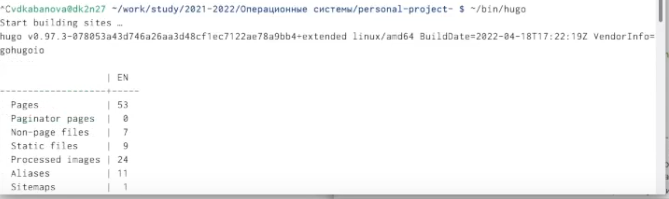 ^Cvdkabanova@dk2n27 ~/work/study/2021-2022/Операционные системы/personal-project- $ ~/bin/hugo
Start building sites …
hugo v0.97.3-078053a43d746a26aa3d48cf1ec7122ae78a9bb4+extended linux/amd64 BuildDate=2022-04-18T17:22:19Z VendorInfo=
gohugoio
| EN
-------------------+-----
Pages | 53
Paginator pages | 0
Non-page files | 7
Static files | 9
Processed images | 24
Aliases | 11
Sitemaps | 1